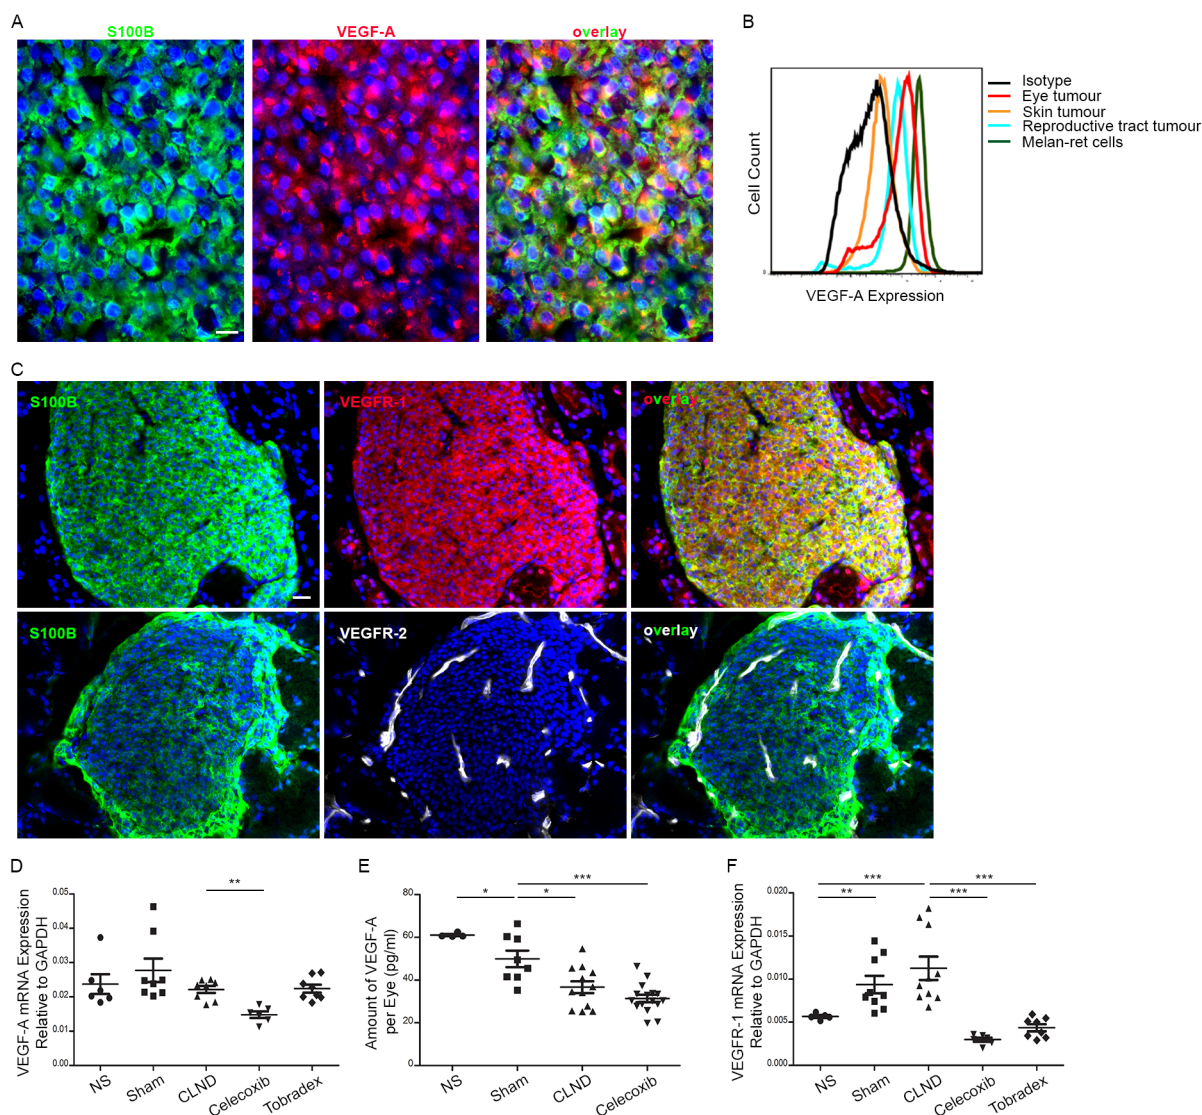 A
S100B
VEGF-A
overlay
B
Cell Count
VEGF-A Expression
Isotype
Eye tumour
Skin tumour
Reproductive tract tumour
Melan-ret cells
C
S100B
VEGFR-1
overlay
S100B
VEGFR-2
overlay
D
VEGF-A mRNA Expression
Relative to GAPDH
0.05
0.04
0.03
0.02
0.01
0.00
**
NS
Sham
CLND
Celecoxib
Tobradex
E
Amount of VEGF-A
per Eye (pg/ml)
80
60
40
20
0
* * ***
NS
Sham
CLND
Celecoxib
F
VEGFR-1 mRNA Expression
Relative to GAPDH
0.020
0.015
0.010
0.005
0.000
*** ***
** ***
NS
Sham
CLND
Celecoxib
Tobradex